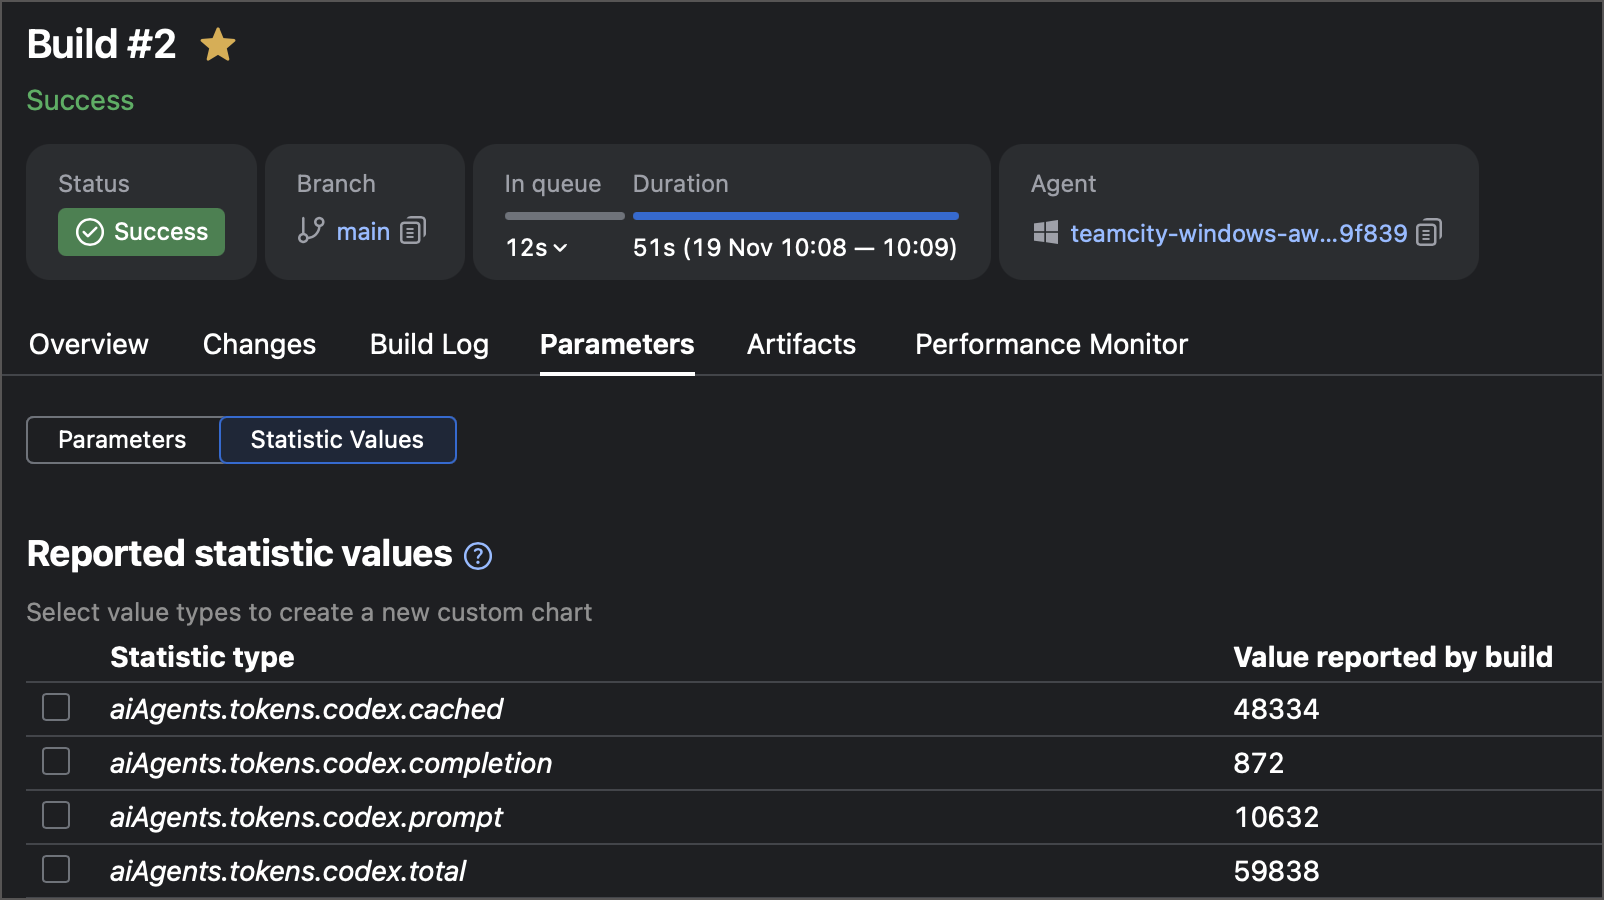 Build #2
Success
Status
Success
Branch
main
In queue
12s
Duration
51s (19 Nov 10:08 — 10:09)
Agent
teamcity-windows-aw...9f839
Overview Changes Build Log Parameters Artifacts Performance Monitor
Parameters Statistic Values
Reported statistic values ?
Select value types to create a new custom chart
Statistic type Value reported by build
aiAgents.tokens.codex.cached 48334
aiAgents.tokens.codex.completion 872
aiAgents.tokens.codex.prompt 10632
aiAgents.tokens.codex.total 59838